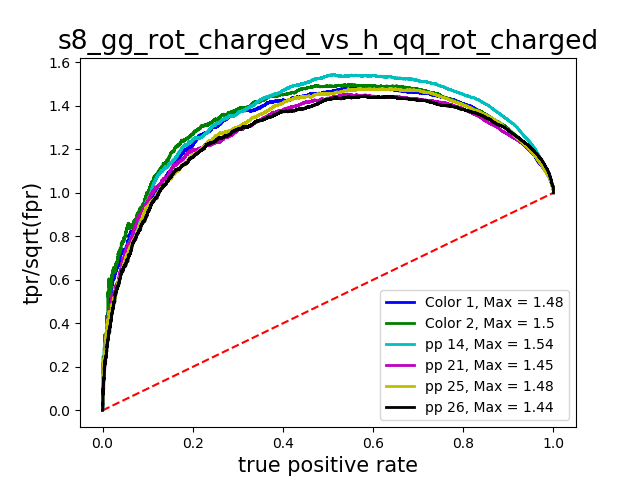 s8_gg_rot_charged_vs_h_qq_rot_charged
tpr/sqrt(fpr)
1.6
1.4
1.2
1.0
0.8
0.6
0.4
0.2
0.0
Color 1, Max = 1.48
Color 2, Max = 1.5
pp 14, Max = 1.54
pp 21, Max = 1.45
pp 25, Max = 1.48
pp 26, Max = 1.44
0.0 0.2 0.4 0.6 0.8 1.0
true positive rate